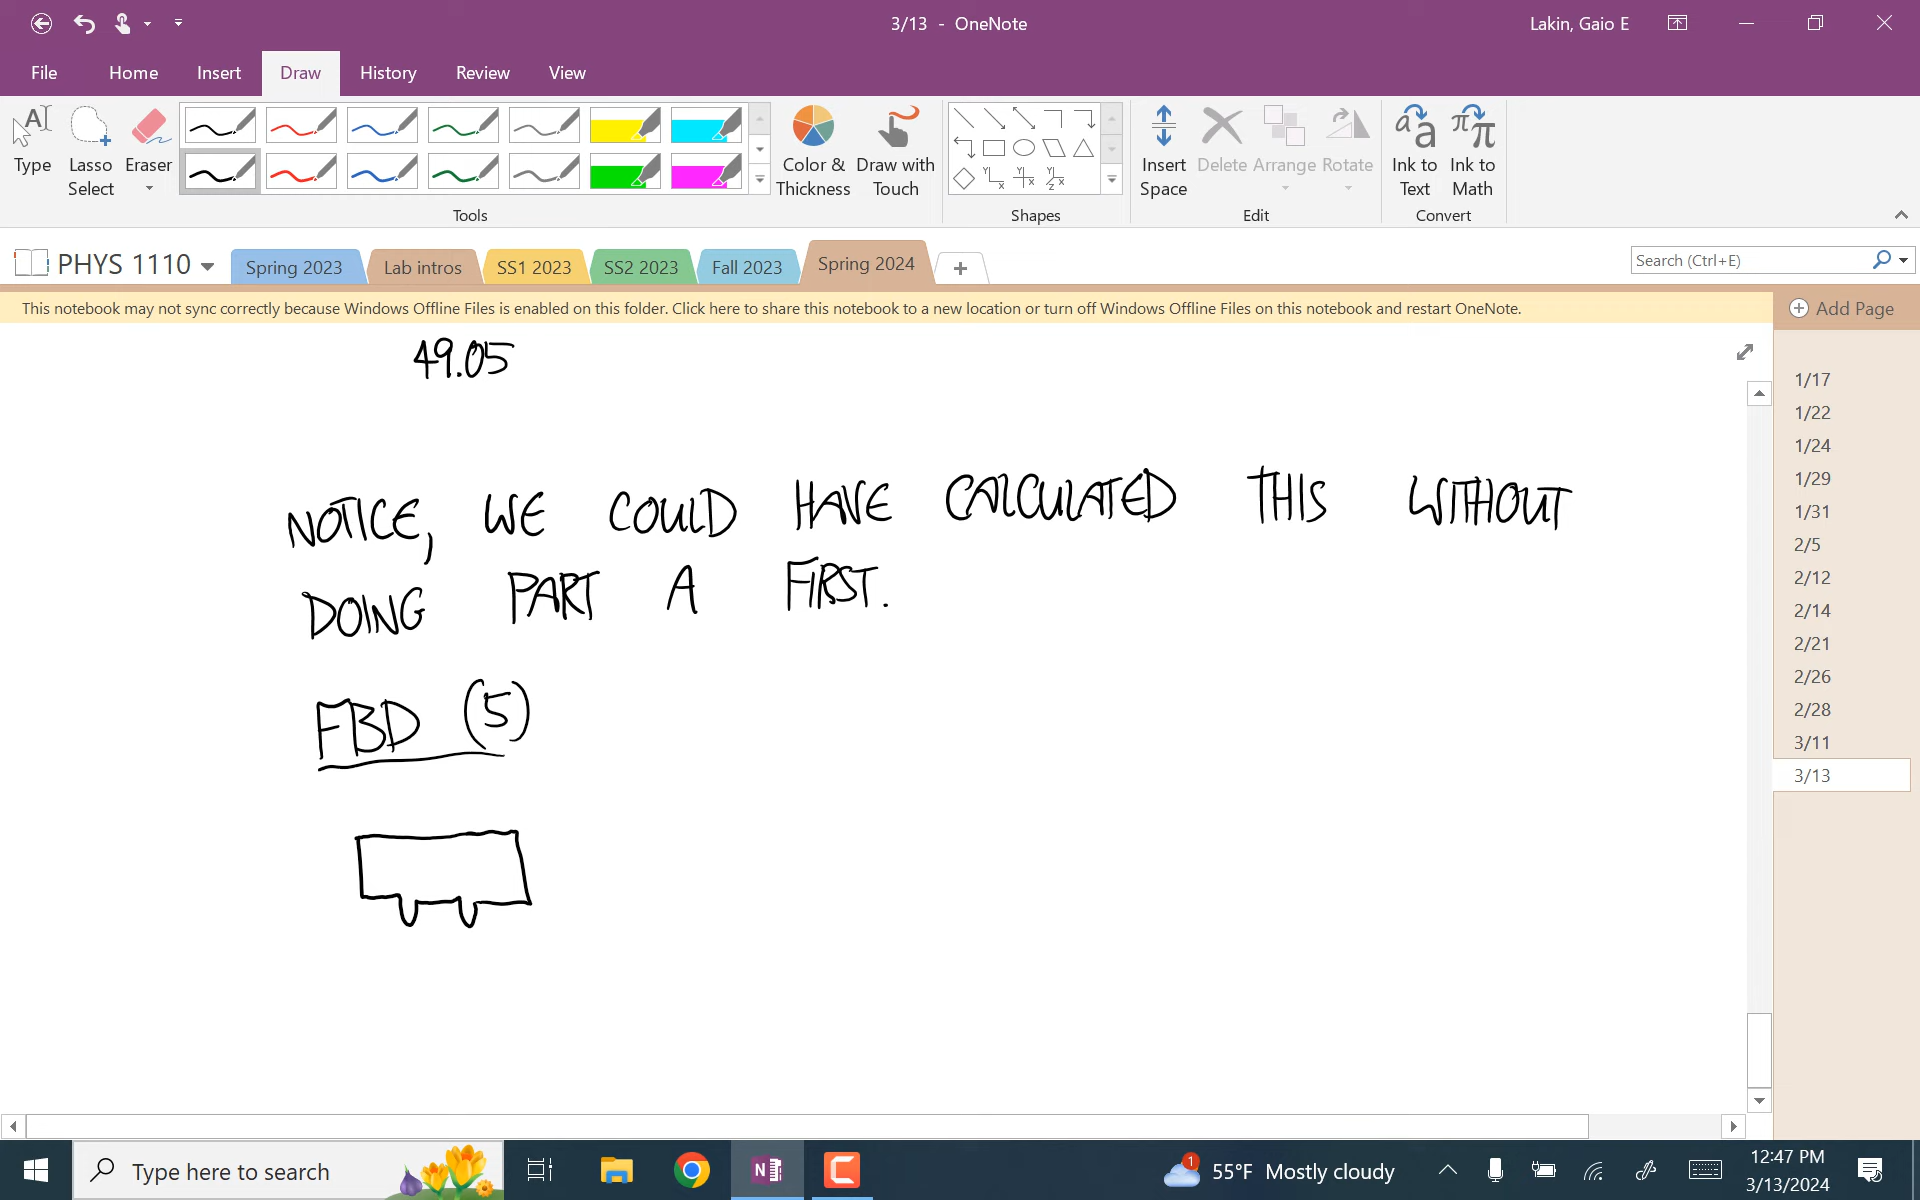 3/13 - OneNote
Lakin, Gaio E
File Home Insert Draw History Review View
Type
Lasso Select
Eraser
Color & Thickness
Draw with Touch
Insert Space
Delete
Arrange
Rotate
Ink to Text
Ink to Math
Tools
Shapes
Edit
Convert
PHYS 1110
Spring 2023
Lab intros
SS1 2023
SS2 2023
Fall 2023
Spring 2024
Search (Ctrl+E)
This notebook may not sync correctly because Windows Offline Files is enabled on this folder. Click here to share this notebook to a new location or turn off Windows Offline Files on this notebook and restart OneNote.
Add Page
49.05
NOTICE, WE COULD HAVE CALCULATED THIS WITHOUT
DOING PART A FIRST.
FBD (5)
1/17
1/22
1/24
1/29
1/31
2/5
2/12
2/14
2/21
2/26
2/28
3/11
3/13
Type here to search
1
55°F Mostly cloudy
12:47 PM
3/13/2024